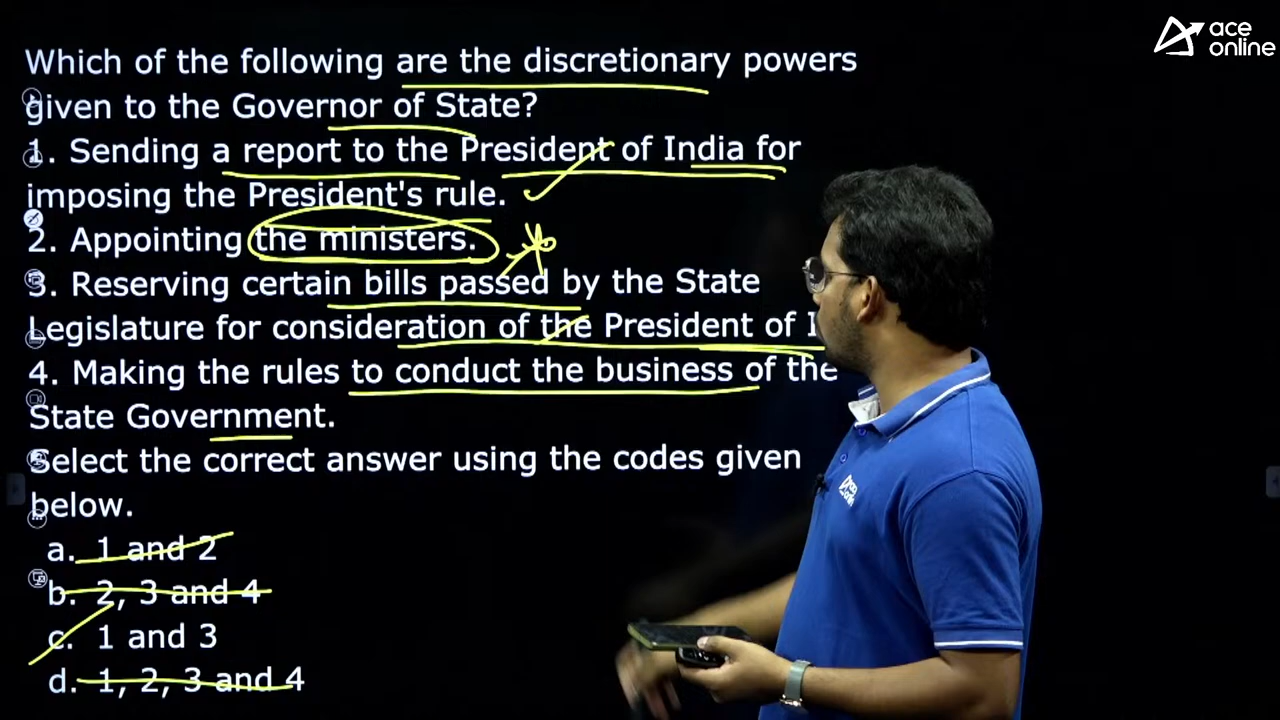 ace
online
Which of the following are the discretionary powers
given to the Governor of State?
1. Sending a report to the President of India for
imposing the President's rule.
2. Appointing the ministers.
3. Reserving certain bills passed by the State
Legislature for consideration of the President of I
4. Making the rules to conduct the business of the
State Government.
Select the correct answer using the codes given
below.
a. 1 and 2
b. 2, 3 and 4
c. 1 and 3
d. 1, 2, 3 and 4
ace
online